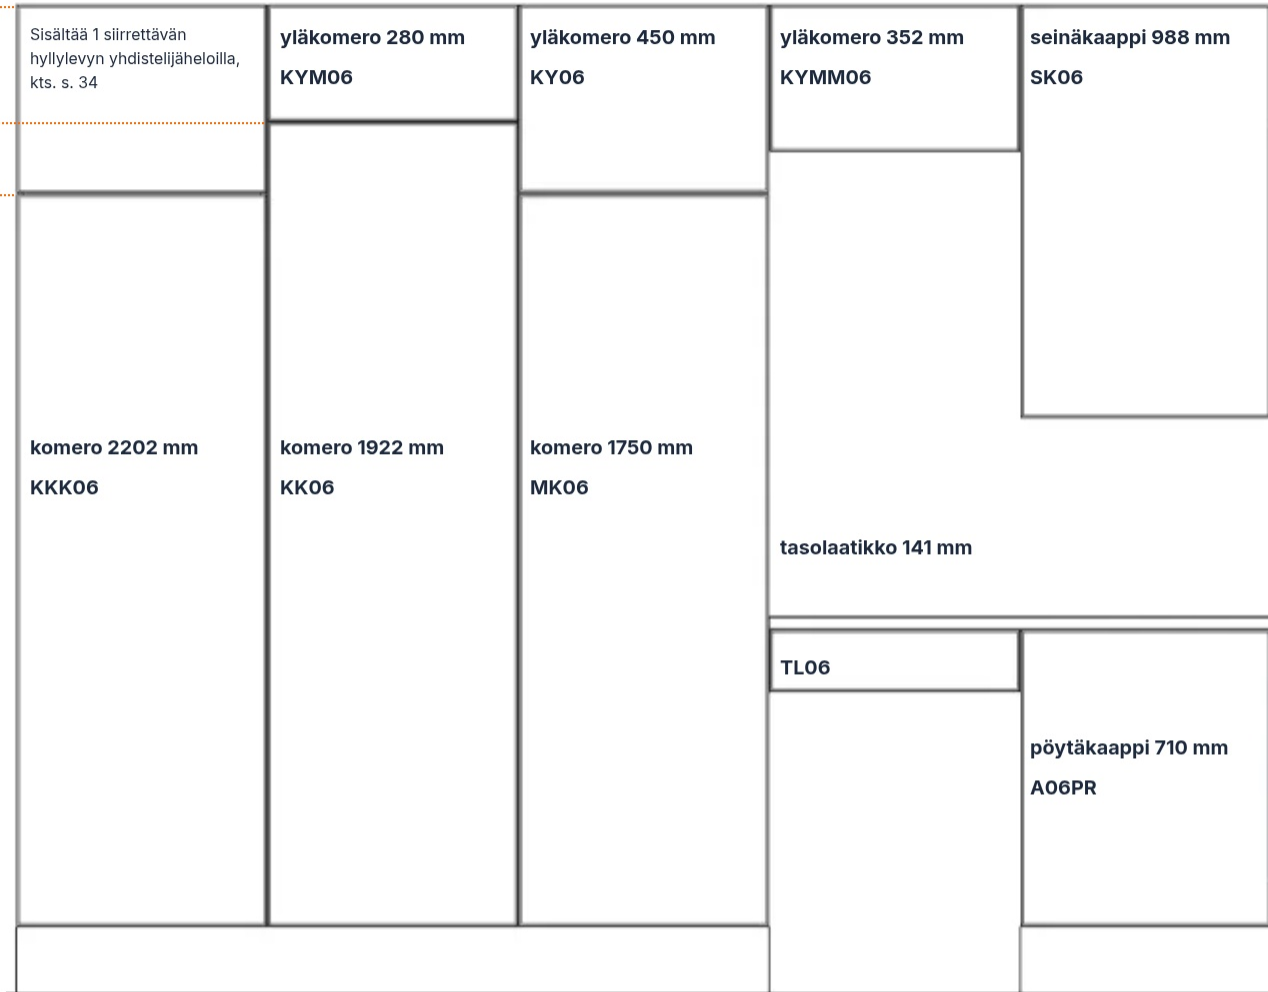 Sisältää 1 siirrettävän
hyllylevyn yhdistelijäheloilla,
kts. s. 34
yläkomero 280 mm
KYM06
yläkomero 450 mm
KY06
yläkomero 352 mm
KYMM06
seinäkaappi 988 mm
SK06
komero 2202 mm
KKK06
komero 1922 mm
KK06
komero 1750 mm
MK06
tasolaatikko 141 mm
TL06
pöytäkaappi 710 mm
A06PR